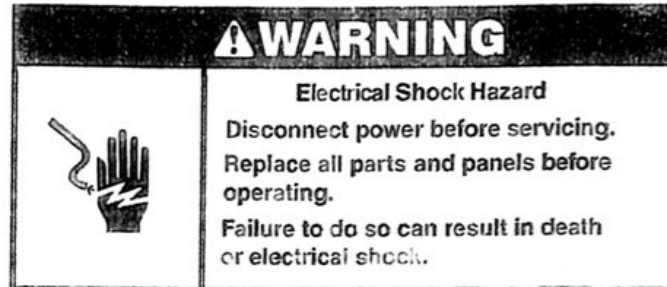 WARNING
Electrical Shock Hazard
Disconnect power before servicing.
Replace all parts and panels before
operating.
Failure to do so can result in death
or electrical shock.